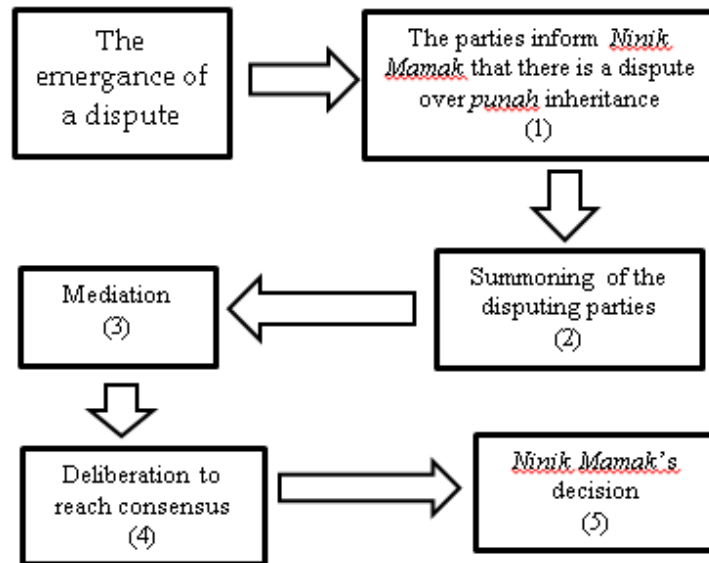 The
emergance of
a dispute
The parties inform Ninik
Mamak that there is a dispute
over punah inheritance
(1)
Summoning of the
disputing parties
(2)
Mediation
(3)
Deliberation to
reach consensus
(4)
Ninik Mamak's
decision
(5)